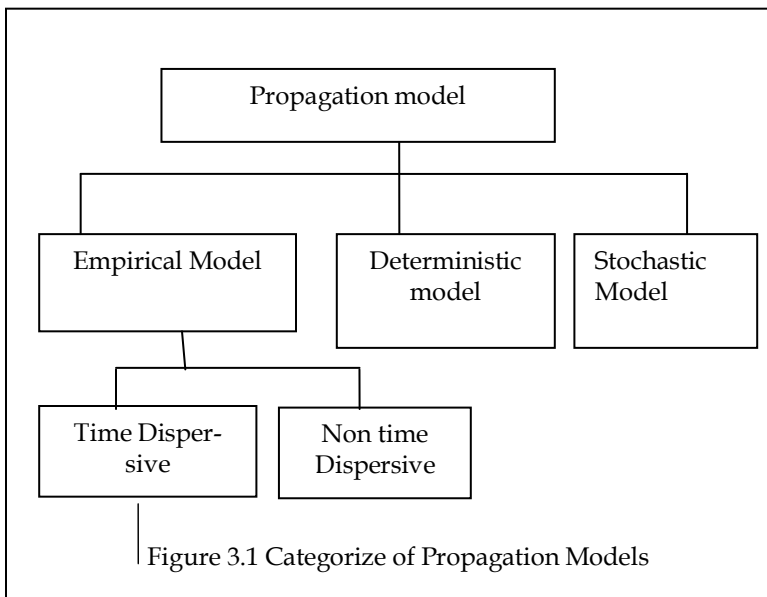 Propagation model
Empirical Model
Deterministic
model
Stochastic
Model
Time Disper-
sive
Non time
Dispersive
Figure 3.1 Categorize of Propagation Models